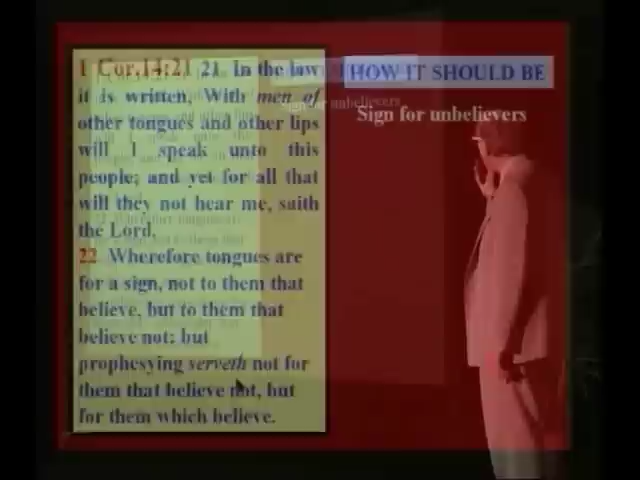 1 Cor.14:21 21. In the law
it is written, With men of
other tongues and other lips
will I speak unto this
people; and yet for all that
will they not hear me, saith
the Lord.
22 Wherefore tongues are
for a sign, not to them that
believe, but to them that
believe not: but
prophesying serveth not for
them that believe not, but
for them which believe.
HOW IT SHOULD BE
Sign for unbelievers
Sign for unbelievers